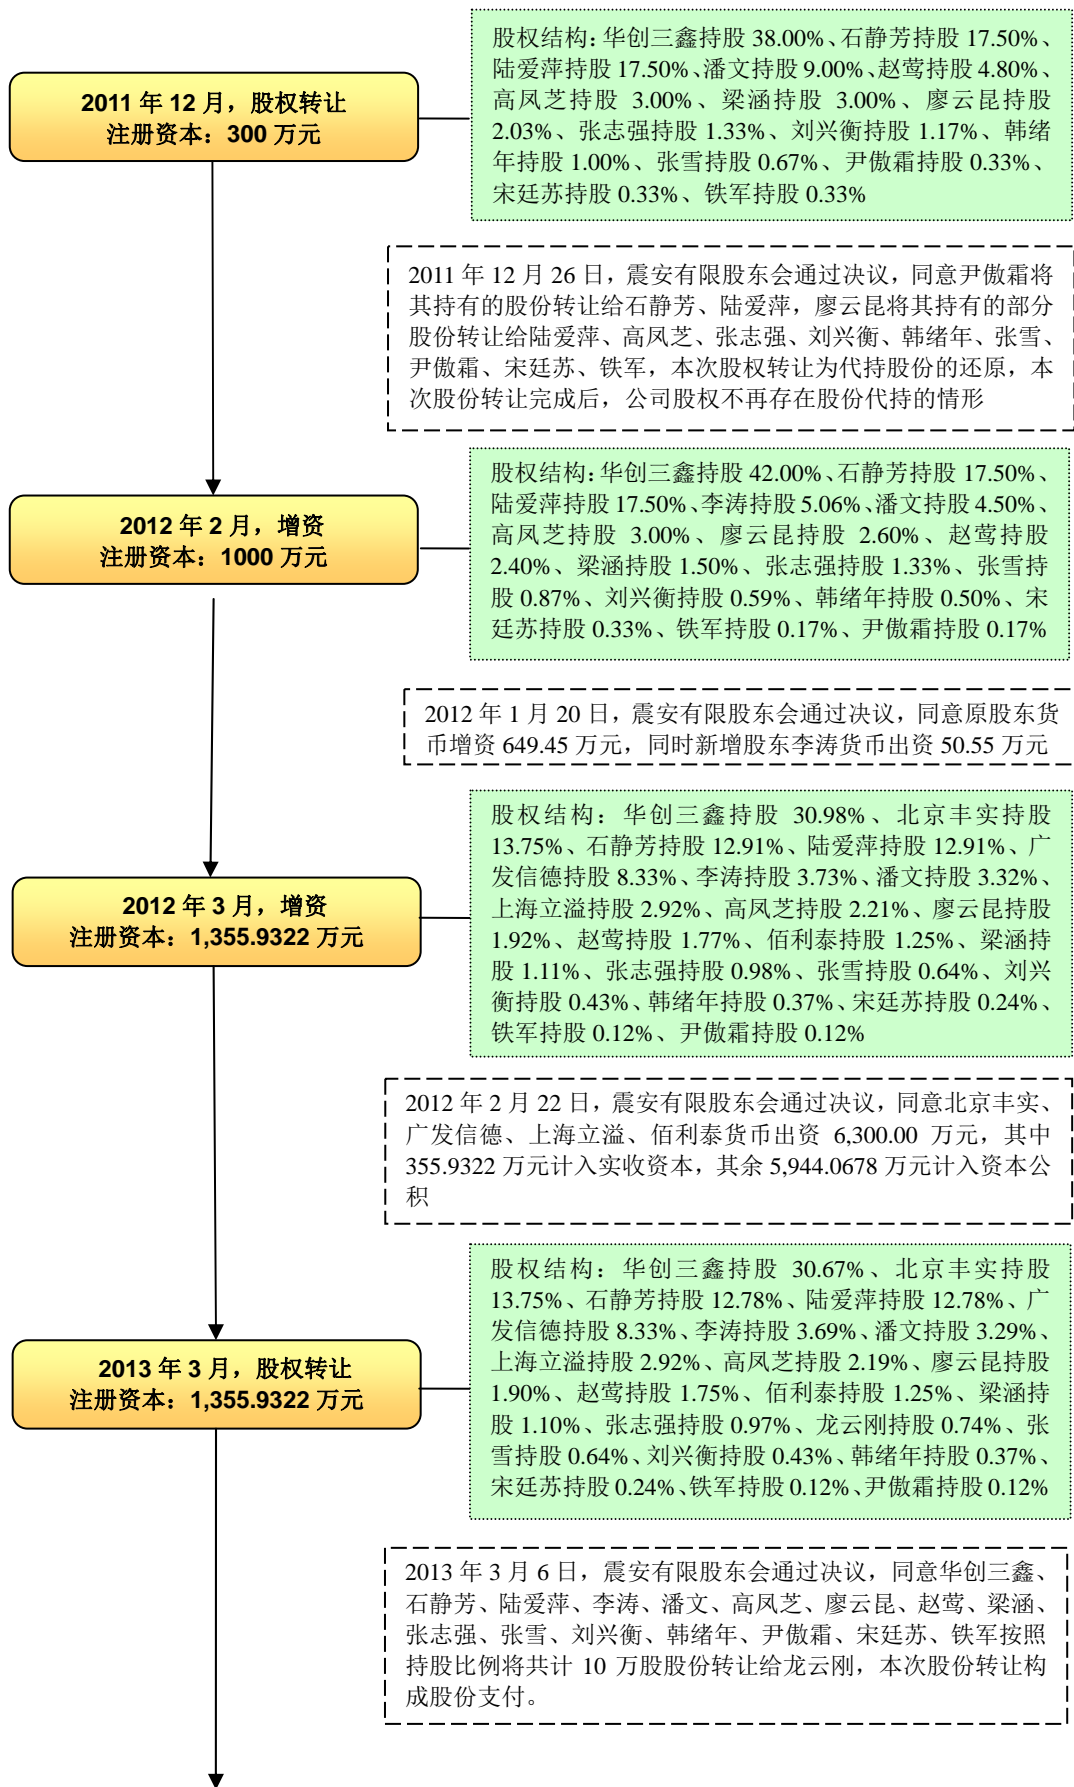 股权结构：华创三鑫持股 38.00%、石静芳持股 17.50%、
陆爱萍持股 17.50%、潘文持股 9.00%、赵莺持股 4.80%、
高凤芝持股 3.00%、梁涵持股 3.00%、廖云昆持股
2.03%、张志强持股 1.33%、刘兴衡持股 1.17%、韩绪
年持股 1.00%、张雪持股 0.67%、尹傲霜持股 0.33%、
宋廷苏持股 0.33%、铁军持股 0.33%
2011 年 12 月，股权转让
注册资本：300 万元
2011 年 12 月 26 日，震安有限股东会通过决议，同意尹傲霜将
其持有的股份转让给石静芳、陆爱萍，廖云昆将其持有的部分
股份转让给陆爱萍、高凤芝、张志强、刘兴衡、韩绪年、张雪、
尹傲霜、宋廷苏、铁军，本次股权转让为代持股份的还原，本
次股份转让完成后，公司股权不再存在股份代持的情形
股权结构：华创三鑫持股 42.00%、石静芳持股 17.50%、
陆爱萍持股 17.50%、李涛持股 5.06%、潘文持股 4.50%、
高凤芝持股 3.00%、廖云昆持股 2.60%、赵莺持股
2.40%、梁涵持股 1.50%、张志强持股 1.33%、张雪持
股 0.87%、刘兴衡持股 0.59%、韩绪年持股 0.50%、宋
廷苏持股 0.33%、铁军持股 0.17%、尹傲霜持股 0.17%
2012 年 2 月，增资
注册资本：1000 万元
2012 年 1 月 20 日，震安有限股东会通过决议，同意原股东货
币增资 649.45 万元，同时新增股东李涛货币出资 50.55 万元
股权结构：华创三鑫持股 30.98%、北京丰实持股
13.75%、石静芳持股 12.91%、陆爱萍持股 12.91%、广
发信德持股 8.33%、李涛持股 3.73%、潘文持股 3.32%、
上海立溢持股 2.92%、高凤芝持股 2.21%、廖云昆持股
1.92%、赵莺持股 1.77%、佰利泰持股 1.25%、梁涵持
股 1.11%、张志强持股 0.98%、张雪持股 0.64%、刘兴
衡持股 0.43%、韩绪年持股 0.37%、宋廷苏持股 0.24%、
铁军持股 0.12%、尹傲霜持股 0.12%
2012 年 3 月，增资
注册资本：1,355.9322 万元
2012 年 2 月 22 日，震安有限股东会通过决议，同意北京丰实、
广发信德、上海立溢、佰利泰货币出资 6,300.00 万元，其中
355.9322 万元计入实收资本，其余 5,944.0678 万元计入资本公
积
股权结构：华创三鑫持股 30.67%、北京丰实持股
13.75%、石静芳持股 12.78%、陆爱萍持股 12.78%、广
发信德持股 8.33%、李涛持股 3.69%、潘文持股 3.29%、
上海立溢持股 2.92%、高凤芝持股 2.19%、廖云昆持股
1.90%、赵莺持股 1.75%、佰利泰持股 1.25%、梁涵持
股 1.10%、张志强持股 0.97%、龙云刚持股 0.74%、张
雪持股 0.64%、刘兴衡持股 0.43%、韩绪年持股 0.37%、
宋廷苏持股 0.24%、铁军持股 0.12%、尹傲霜持股 0.12%
2013 年 3 月，股权转让
注册资本：1,355.9322 万元
2013 年 3 月 6 日，震安有限股东会通过决议，同意华创三鑫、
石静芳、陆爱萍、李涛、潘文、高凤芝、廖云昆、赵莺、梁涵、
张志强、张雪、刘兴衡、韩绪年、尹傲霜、宋廷苏、铁军按照
持股比例将共计 10 万股股份转让给龙云刚，本次股份转让构
成股份支付。